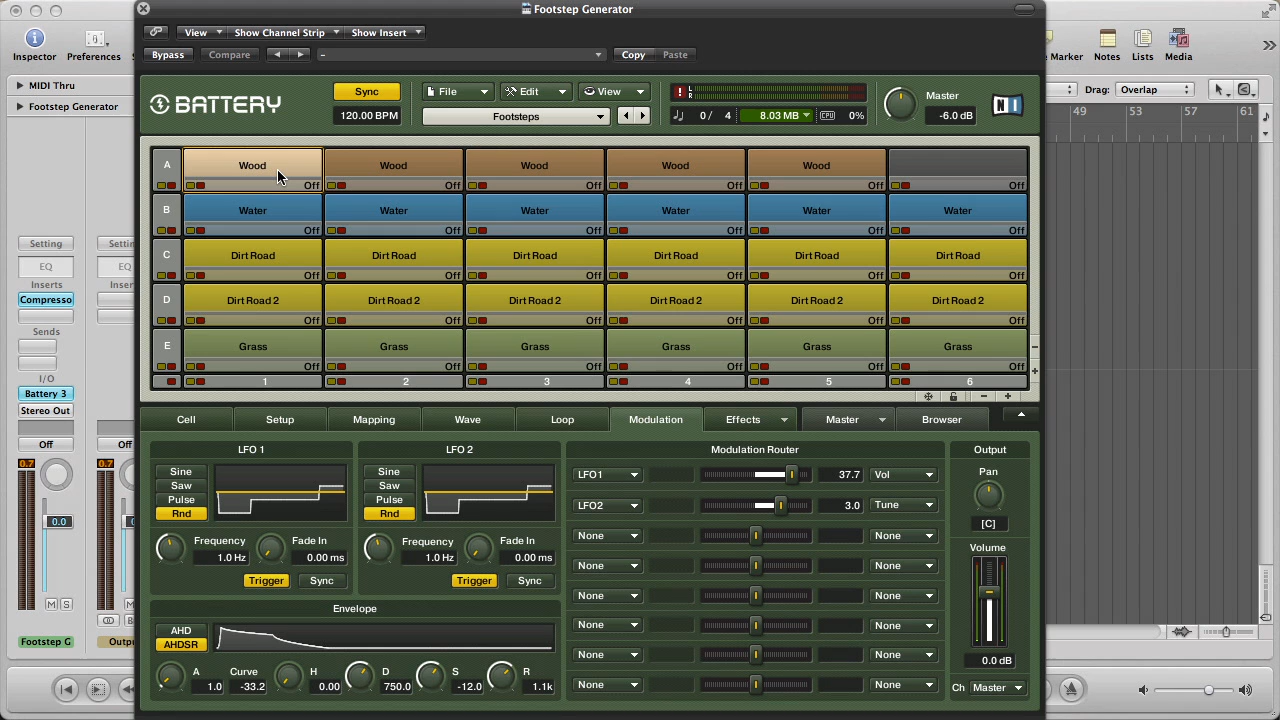 Footstep Generator
View
Show Channel Strip
Show Insert
Inspector
Preferences
Marker
Notes
Lists
Media
Bypass
Compare
-
Copy
Paste
MIDI Thru
Footstep Generator
BATTERY
Sync
120.00 BPM
File
Edit
View
Footsteps
L
R
0 / 4
8.03 MB
CPU
0%
Master
-6.0 dB
NI
Drag:
Overlap
49
53
57
61
A
Wood
Wood
Wood
Wood
Wood
Off
Off
Off
Off
Off
Off
B
Water
Water
Water
Water
Water
Water
Off
Off
Off
Off
Off
Off
C
Dirt Road
Dirt Road
Dirt Road
Dirt Road
Dirt Road
Dirt Road
Off
Off
Off
Off
Off
Off
D
Dirt Road 2
Dirt Road 2
Dirt Road 2
Dirt Road 2
Dirt Road 2
Dirt Road 2
Off
Off
Off
Off
Off
Off
E
Grass
Grass
Grass
Grass
Grass
Grass
Off
Off
Off
Off
Off
Off
1
2
3
4
5
6
Setting
EQ
Inserts
Compresso
Sends
I/O
Battery 3
Stereo Out
Off
0.7
0.0
M
S
Footstep G
EQ
Off
0.7
Cell
Setup
Mapping
Wave
Loop
Modulation
Effects
Master
Browser
LFO 1
Sine
Saw
Pulse
Rnd
Frequency
1.0 Hz
Fade In
0.00 ms
Trigger
Sync
LFO 2
Sine
Saw
Pulse
Rnd
Frequency
1.0 Hz
Fade In
0.00 ms
Trigger
Sync
Envelope
AHD
AHDSR
A
1.0
Curve
-33.2
H
0.00
D
750.0
S
-12.0
R
1.1k
Modulation Router
LFO1
37.7
Vol
LFO2
3.0
Tune
None
None
None
None
None
None
None
None
None
None
None
None
Output
Pan
[C]
Volume
0.0 dB
Ch
Master